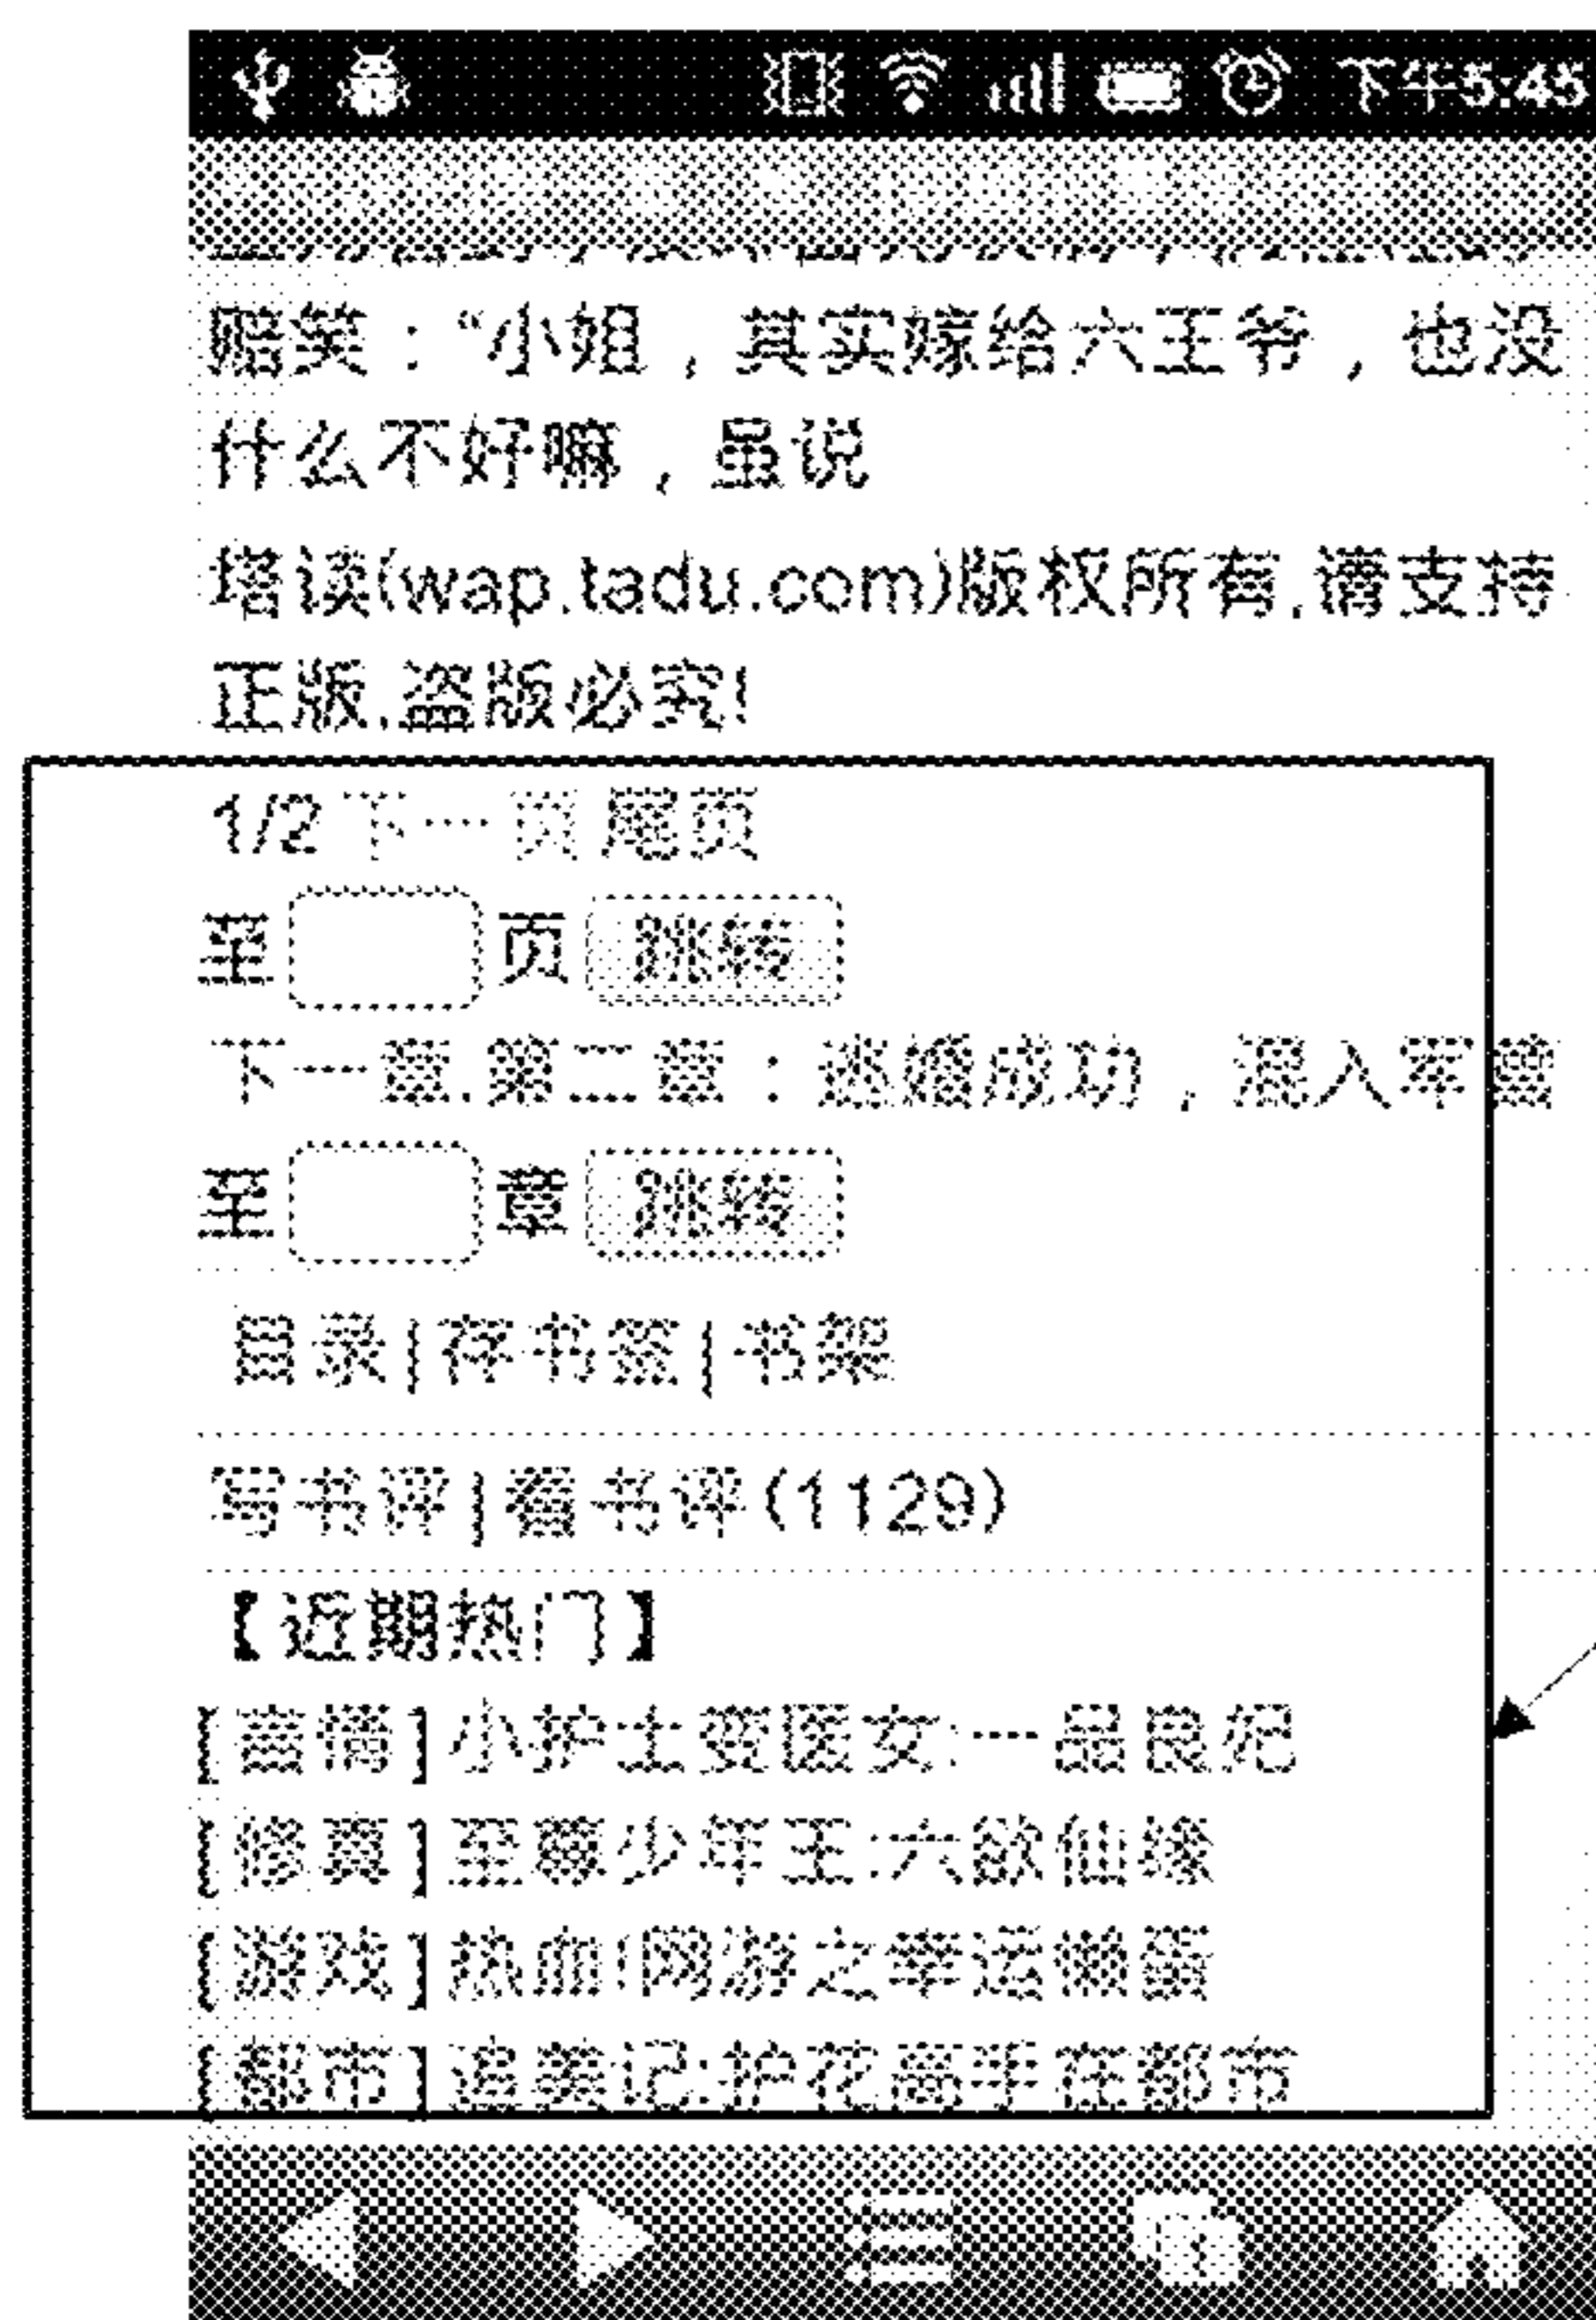 下午5:45
赔笑：“小姐，其实嫁给六王爷，也没
什么不好嘛，虽说
塔读(wap.tadu.com)版权所有,请支持
正版,盗版必究!
1/2 下一页 尾页
至 页 跳转
下一章.第二章：逃婚成功，混入军营
至 章 跳转
目录|存书签|书架
写书评|看书评(1129)
【近期热门】
[言情]小护士变医女:一品良妃
[修真]至尊少年王:六欲仙缘
[游戏]热血!网游之幸运懒蛋
[都市]追美记:护花高手在都市